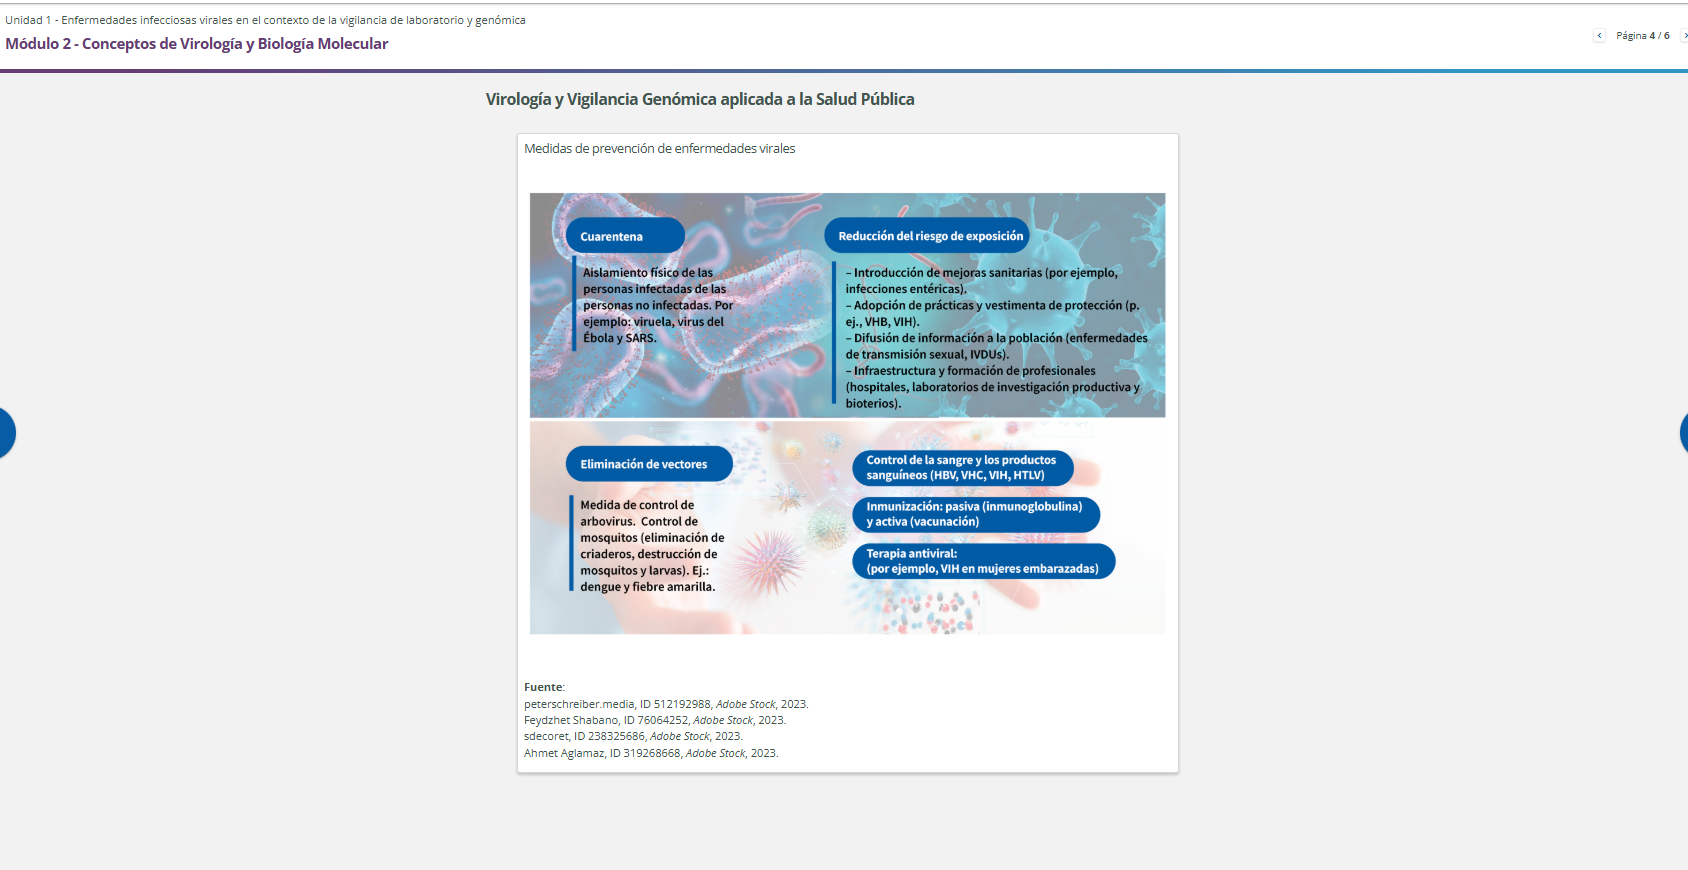 Unidad 1 - Enfermedades infecciosas virales en el contexto de la vigilancia de laboratorio y genómica
Módulo 2 - Conceptos de Virología y Biología Molecular
‹ Página 4 / 6 ›
Virología y Vigilancia Genómica aplicada a la Salud Pública
Medidas de prevención de enfermedades virales
Cuarentena
Aislamiento físico de las
personas infectadas de las
personas no infectadas. Por
ejemplo: viruela, virus del
Ébola y SARS.
Reducción del riesgo de exposición
– Introducción de mejoras sanitarias (por ejemplo,
infecciones entéricas).
– Adopción de prácticas y vestimenta de protección (p.
ej., VHB, VIH).
– Difusión de información a la población (enfermedades
de transmisión sexual, IVDUs).
– Infraestructura y formación de profesionales
(hospitales, laboratorios de investigación productiva y
bioterios).
Eliminación de vectores
Medida de control de
arbovirus. Control de
mosquitos (eliminación de
criaderos, destrucción de
mosquitos y larvas). Ej.:
dengue y fiebre amarilla.
Control de la sangre y los productos
sanguíneos (HBV, VHC, VIH, HTLV)
Inmunización: pasiva (inmunoglobulina)
y activa (vacunación)
Terapia antiviral:
(por ejemplo, VIH en mujeres embarazadas)
Fuente:
peterschreiber.media, ID 512192988, Adobe Stock, 2023.
Feydzhet Shabano, ID 76064252, Adobe Stock, 2023.
sdecoret, ID 238325686, Adobe Stock, 2023.
Ahmet Aglamaz, ID 319268668, Adobe Stock, 2023.